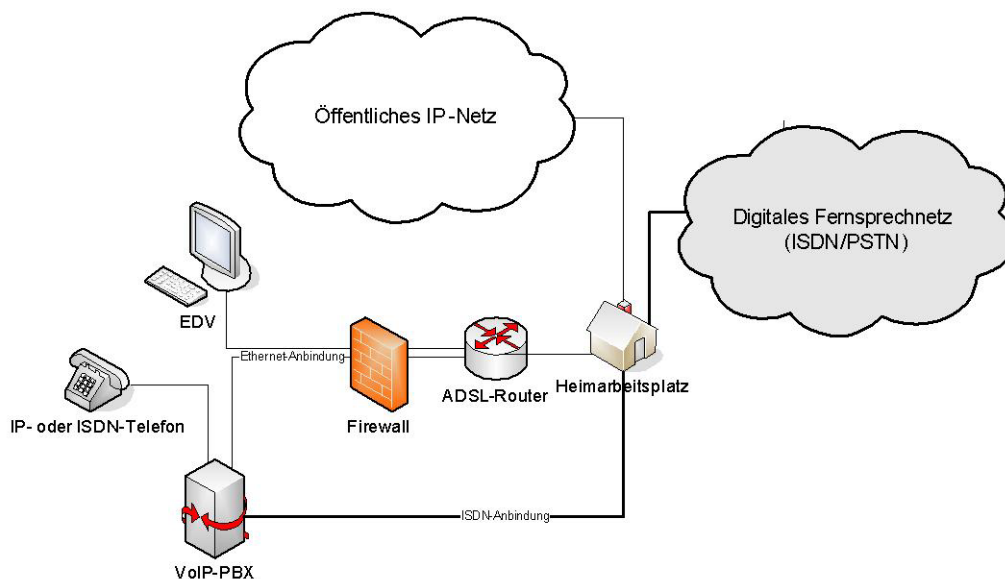 Öffentliches IP-Netz
Digitales Fernsprechnetz
(ISDN/PSTN)
EDV
Ethernet-Anbindung
Heimarbeitsplatz
ADSL-Router
IP- oder ISDN-Telefon
Firewall
ISDN-Anbindung
VoIP-PBX